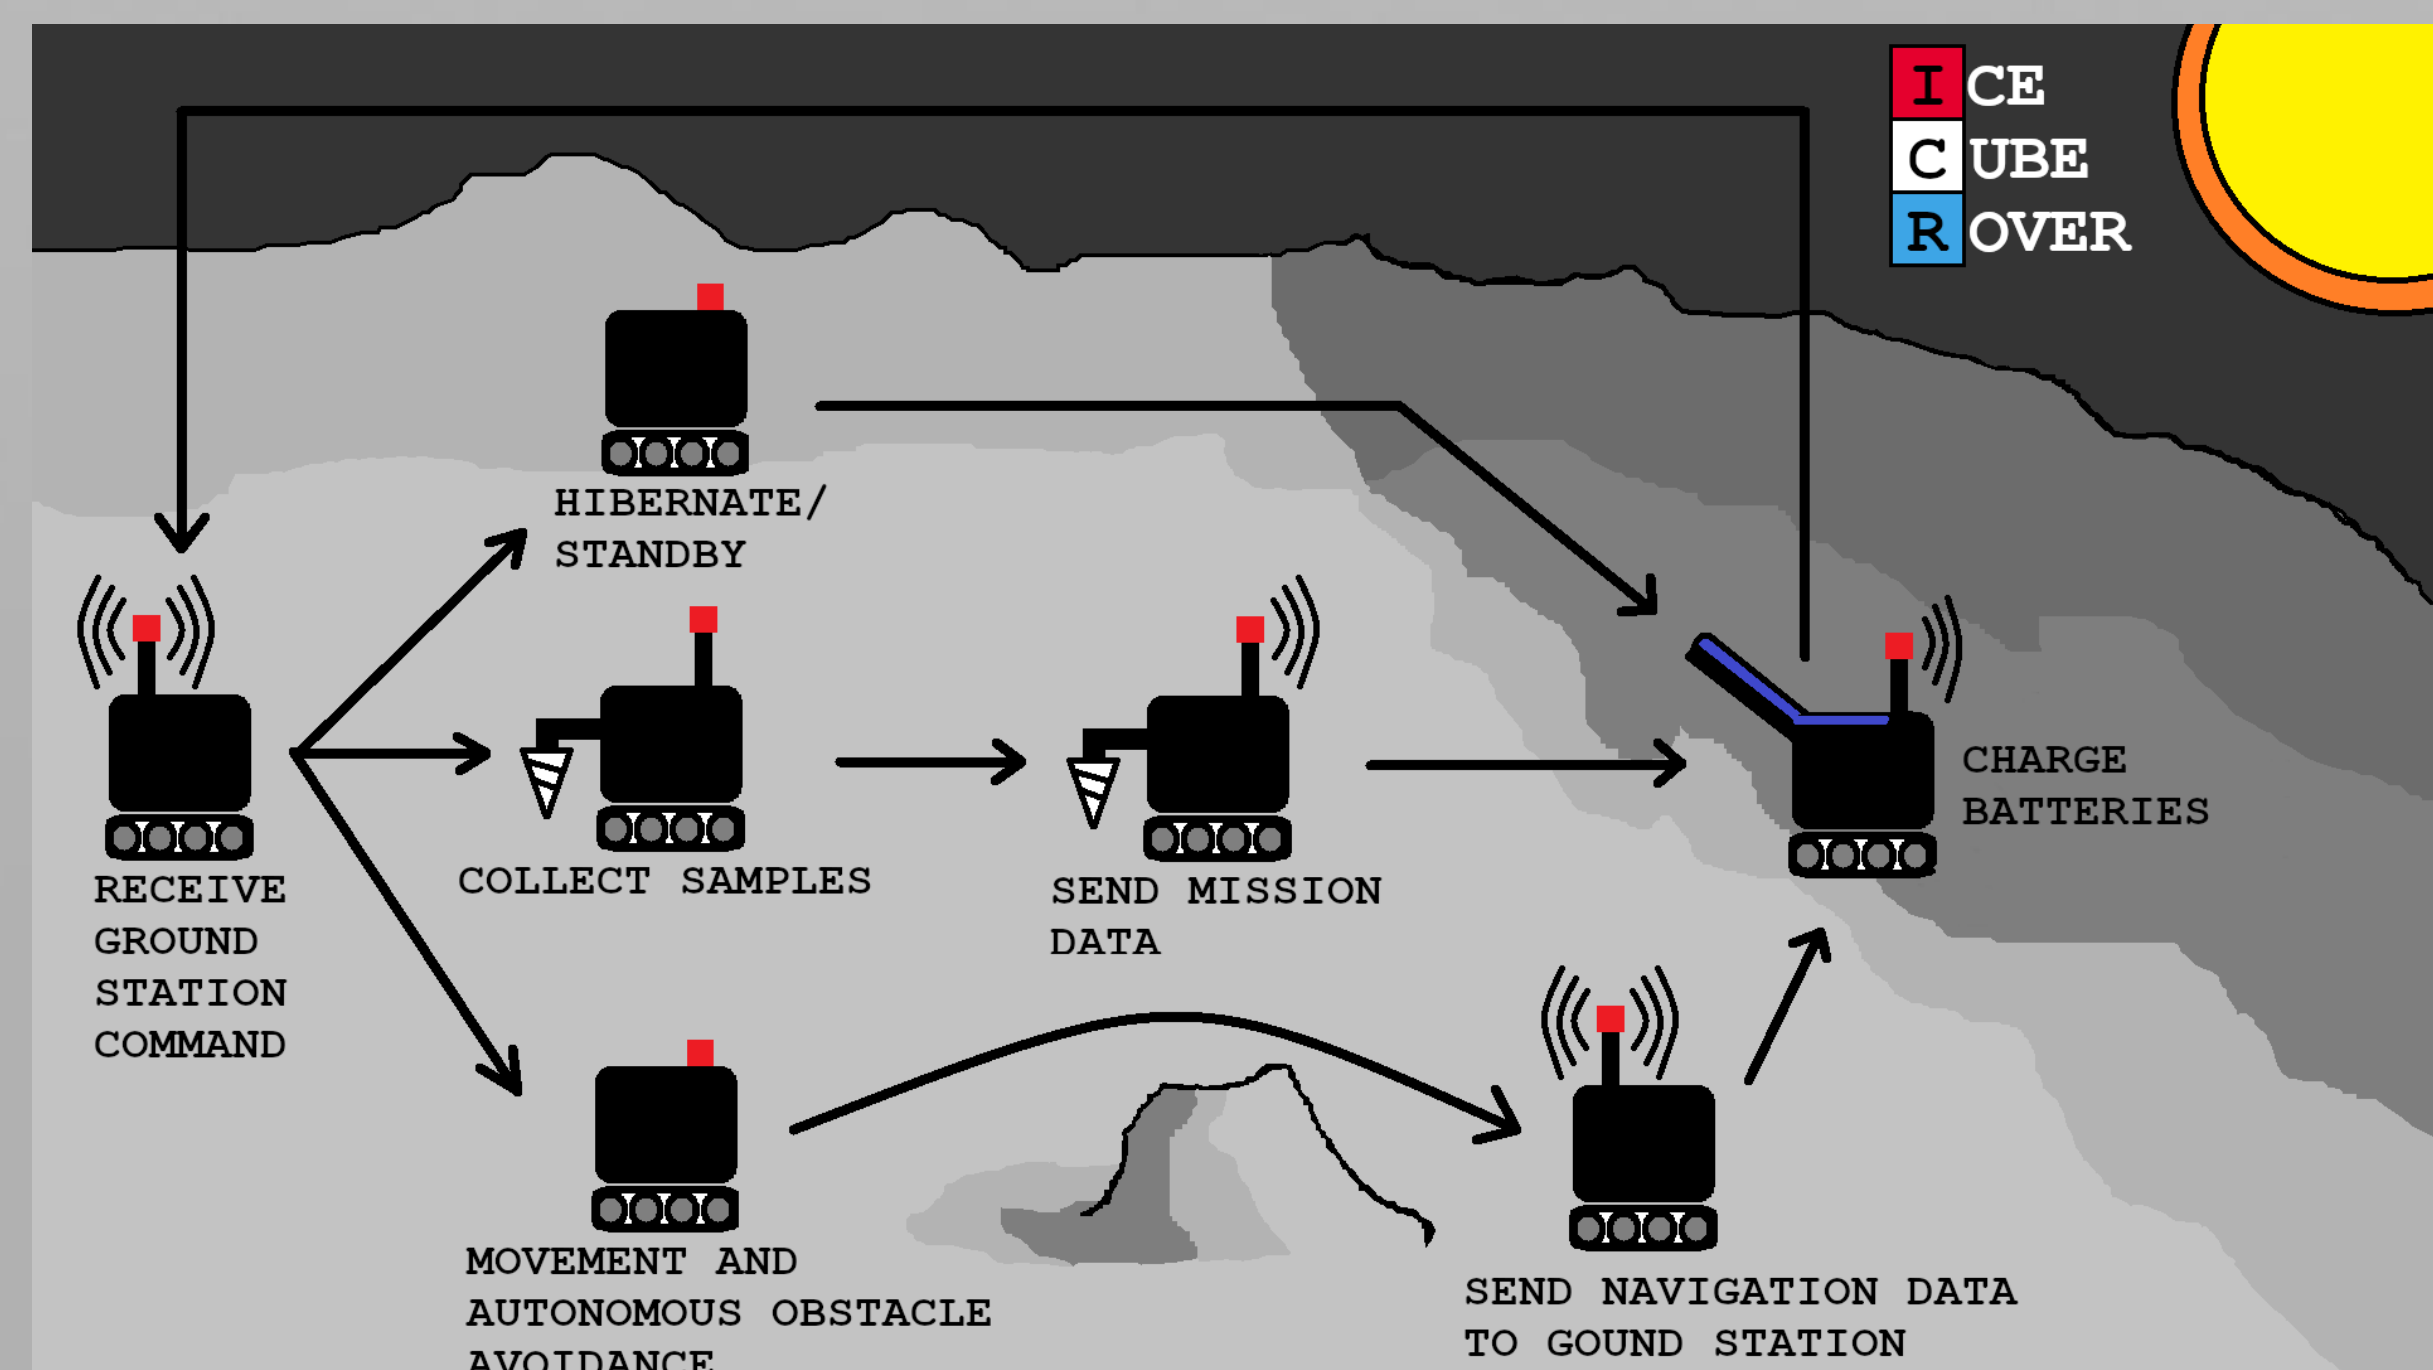 ICE
CUBE
ROVER
HIBERNATE/
STANDBY
RECEIVE
GROUND
STATION
COMMAND
COLLECT SAMPLES
SEND MISSION
DATA
CHARGE
BATTERIES
MOVEMENT AND
AUTONOMOUS OBSTACLE
AVOIDANCE
SEND NAVIGATION DATA
TO GOUND STATION